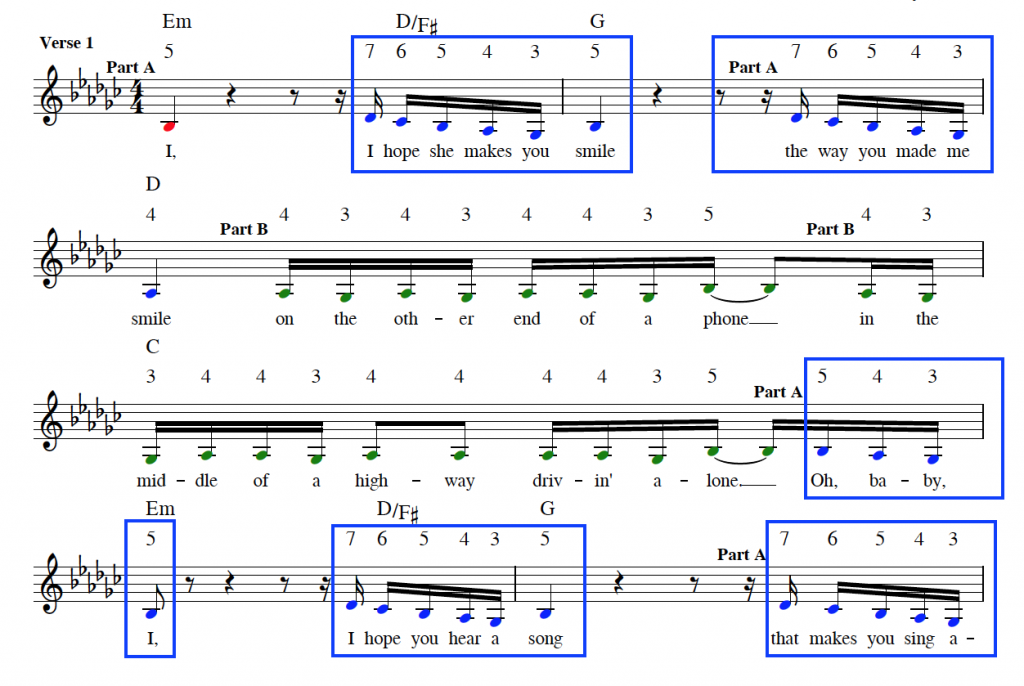 Em D/F♯ G
Verse 1 5 7 6 5 4 3 5 7 6 5 4 3
Part A Part A
4
4
I, I hope she makes you smile the way you made me
D
4 4 3 4 3 4 4 3 5 4 3
Part B Part B
smile on the oth - er end of a phone in the
C
3 4 4 3 4 4 4 4 3 5 5 4 3
Part A
mid - dle of a high - way driv - in' a - lone. Oh, ba - by,
Em D/F♯ G
5 7 6 5 4 3 5 7 6 5 4 3
Part A
I, I hope you hear a song that makes you sing a -